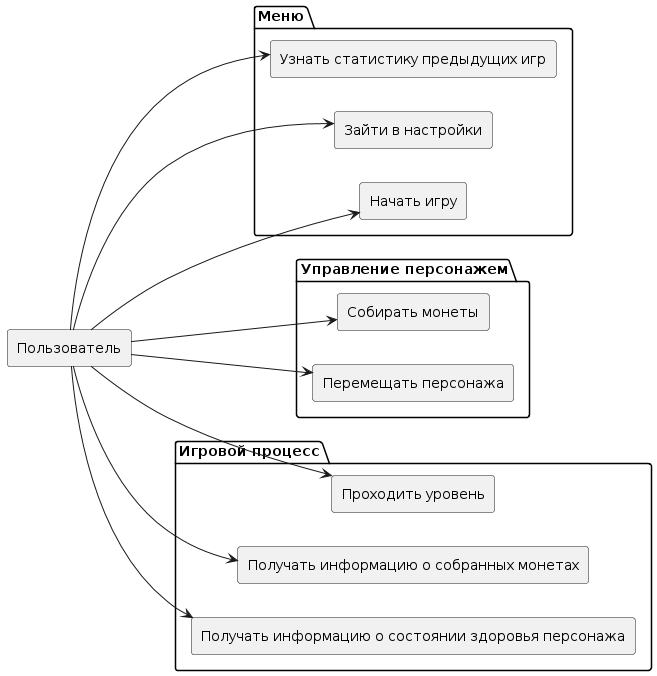 Меню
Узнать статистику предыдущих игр
Зайти в настройки
Начать игру
Управление персонажем
Собирать монеты
Пользователь
Перемещать персонажа
Игровой процесс
Проходить уровень
Получать информацию о собранных монетах
Получать информацию о состоянии здоровья персонажа